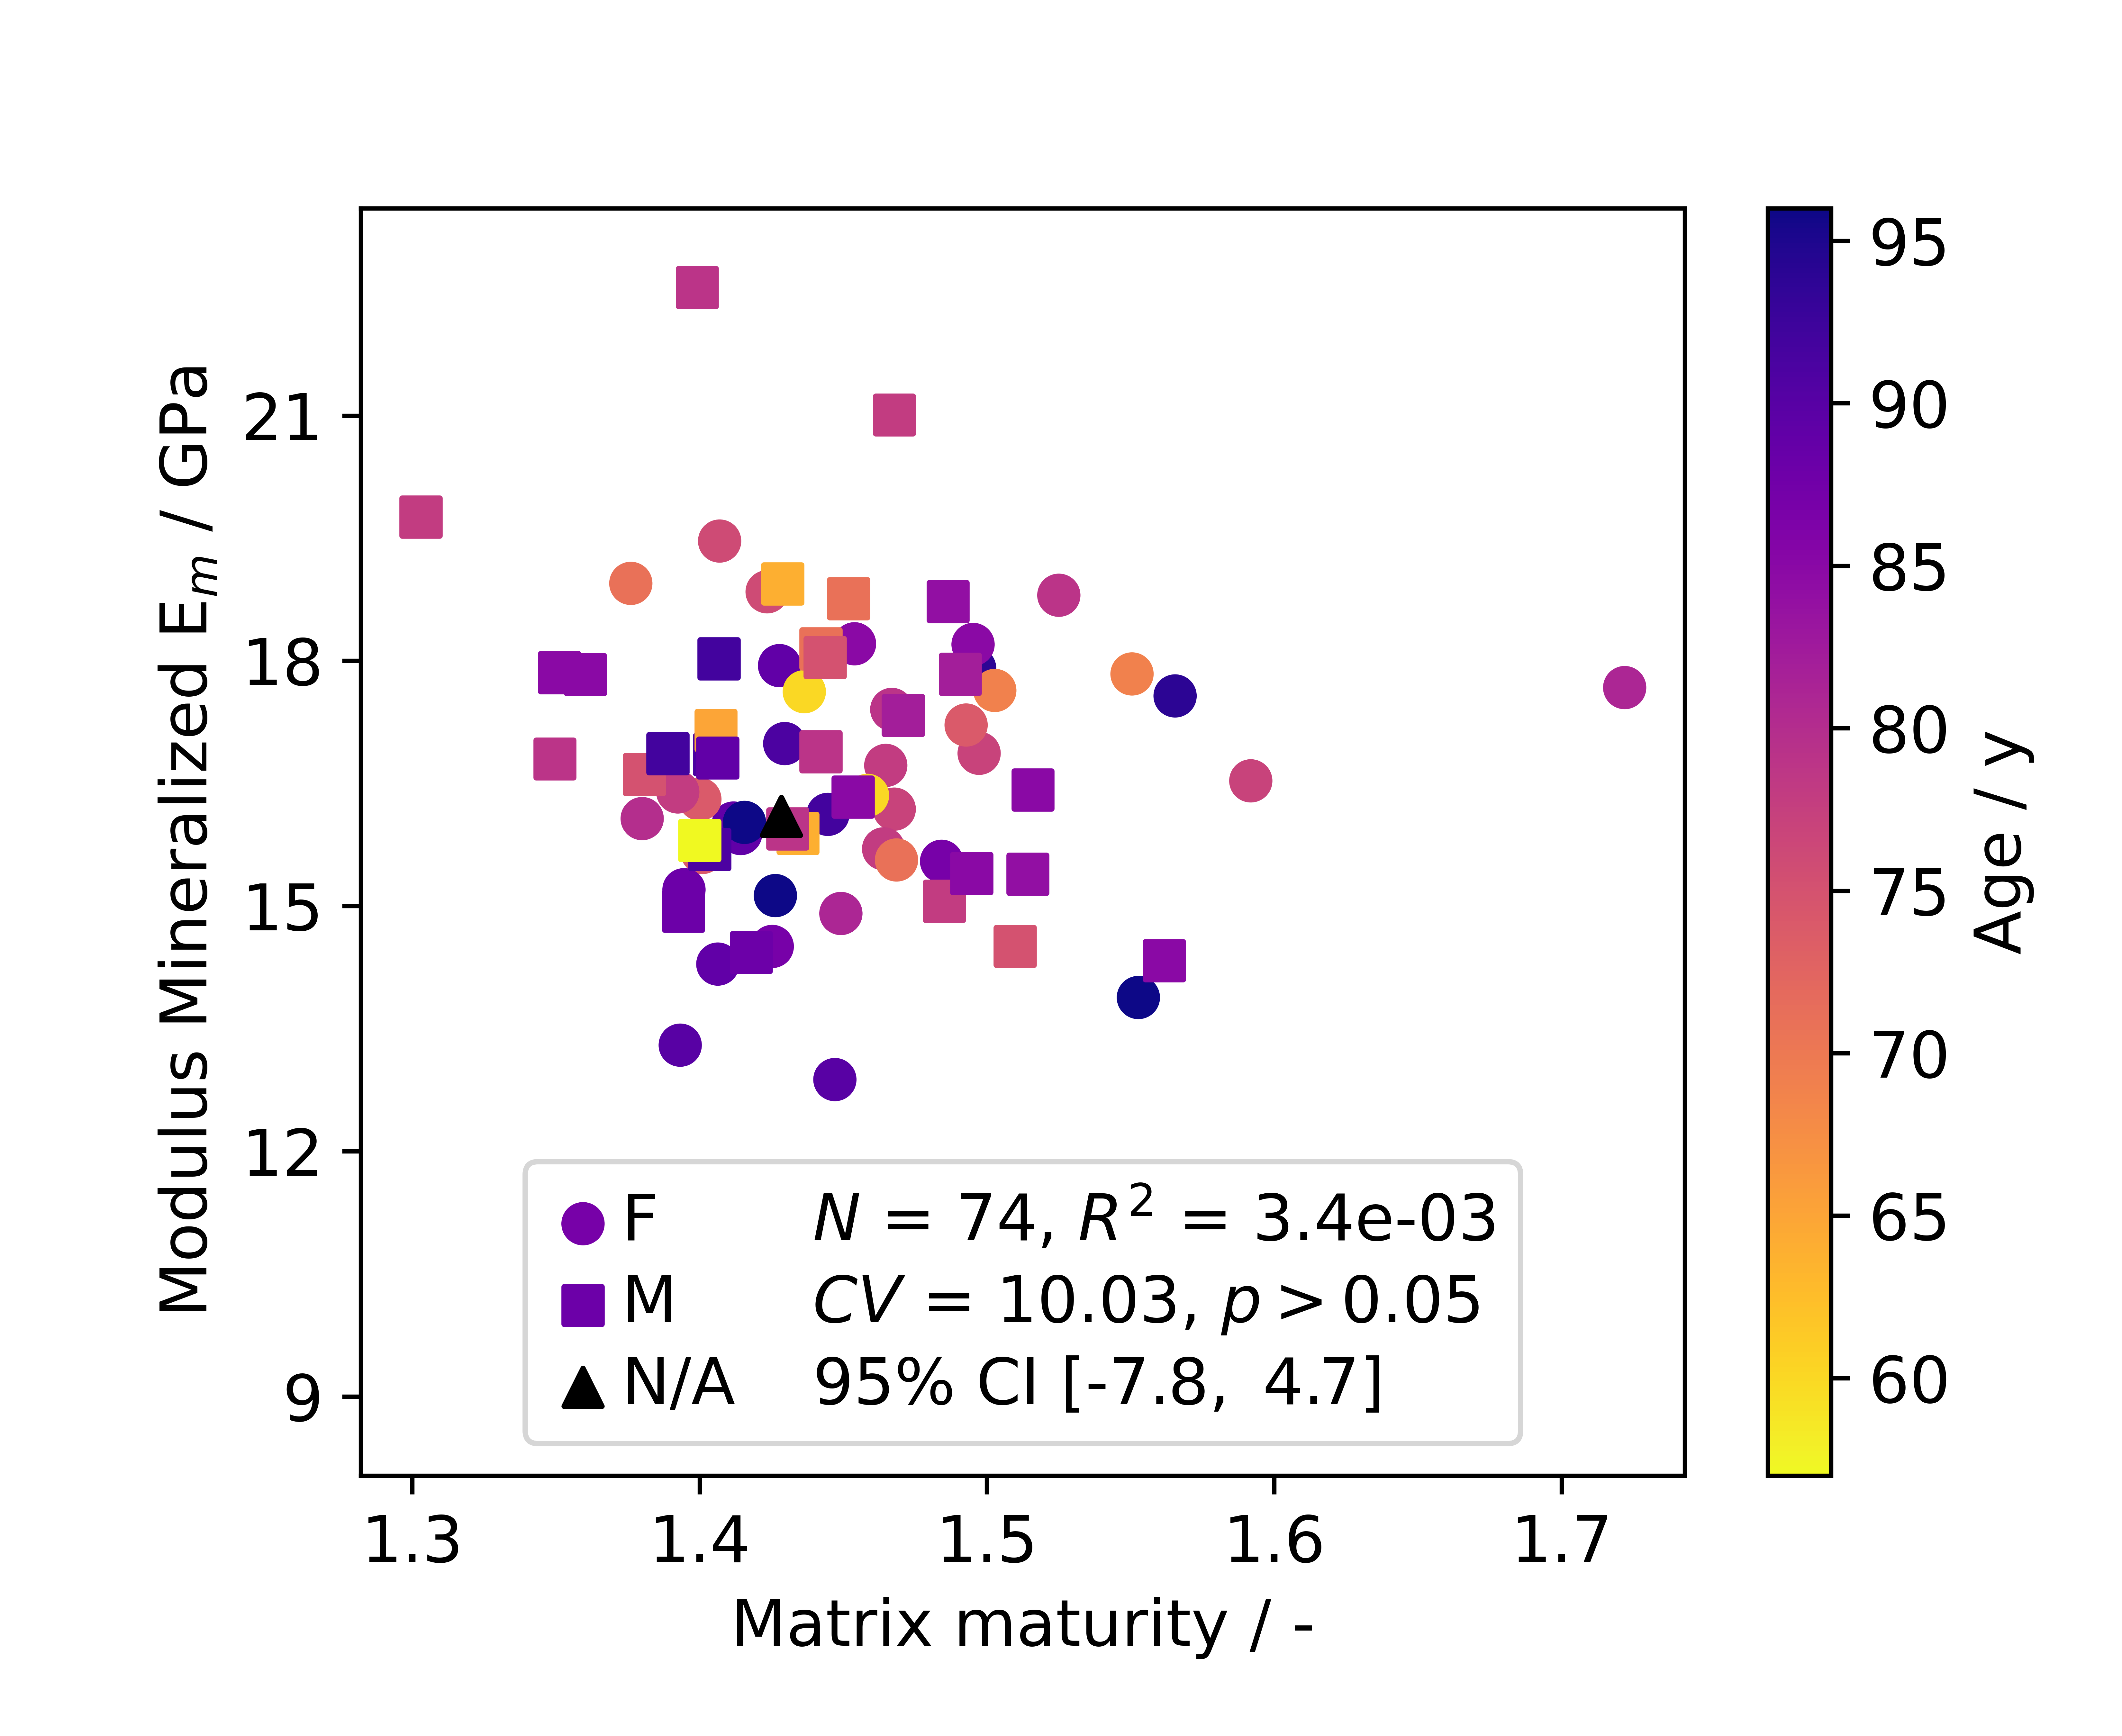 Modulus Mineralized Eₘ / GPa
21
18
15
12
9
F
M
N/A
N = 74, R² = 3.4e-03
CV = 10.03, p > 0.05
95% CI [-7.8, 4.7]
1.3 1.4 1.5 1.6 1.7
Matrix maturity / -
95
90
85
80
75
70
65
60
Age / y